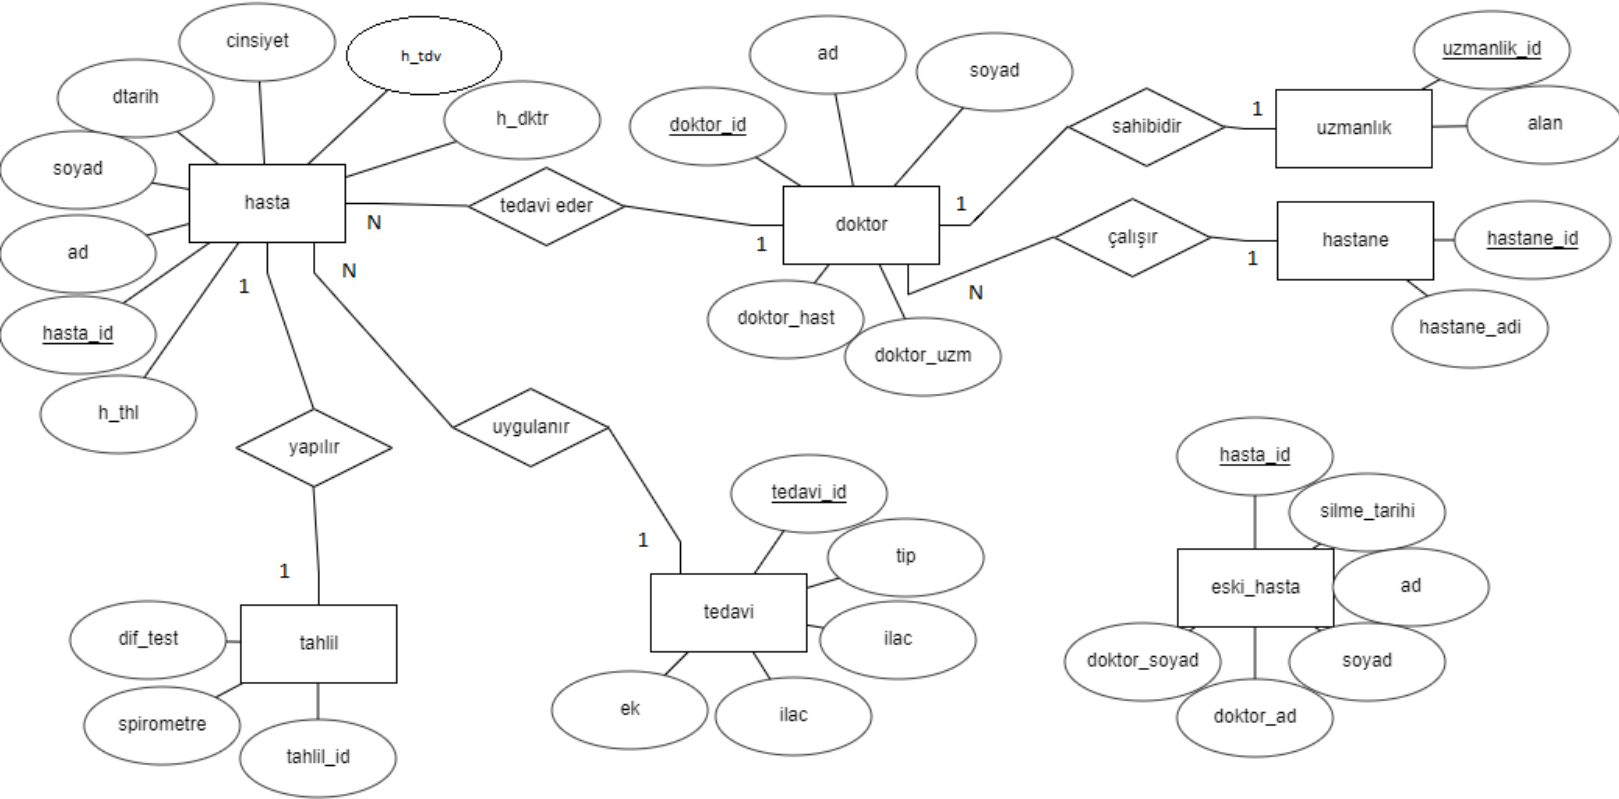 cinsiyet
h_tdv
dtarih
h_dktr
soyad
hasta
ad
hasta_id
h_thl
N
N
1
tedavi eder
1
ad
soyad
doktor_id
doktor
doktor_hast
doktor_uzm
1
N
sahibidir
1
uzmanlık
uzmanlik_id
alan
çalışır
1
hastane
hastane_id
hastane_adi
yapılır
1
tahlil
dif_test
spirometre
tahlil_id
uygulanır
1
tedavi
tedavi_id
tip
ilac
ilac
ek
hasta_id
silme_tarihi
eski_hasta
ad
doktor_soyad
soyad
doktor_ad